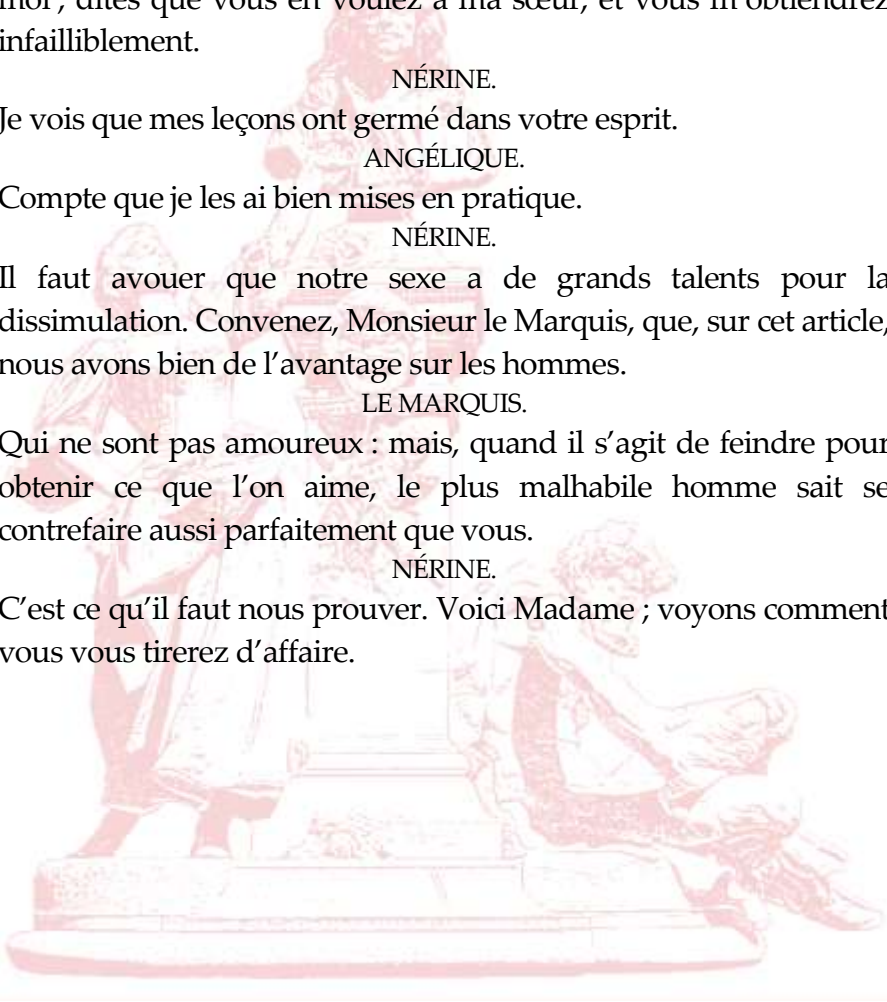 moi ; dites que vous en voulez à ma sœur, et vous m'obtiendrez
infailliblement.
NÉRINE.
Je vois que mes leçons ont germé dans votre esprit.
ANGÉLIQUE.
Compte que je les ai bien mises en pratique.
NÉRINE.
Il faut avouer que notre sexe a de grands talents pour la
dissimulation. Convenez, Monsieur le Marquis, que, sur cet article,
nous avons bien de l'avantage sur les hommes.
LE MARQUIS.
Qui ne sont pas amoureux : mais, quand il s'agit de feindre pour
obtenir ce que l'on aime, le plus malhabile homme sait se
contrefaire aussi parfaitement que vous.
NÉRINE.
C'est ce qu'il faut nous prouver. Voici Madame ; voyons comment
vous vous tirerez d'affaire.